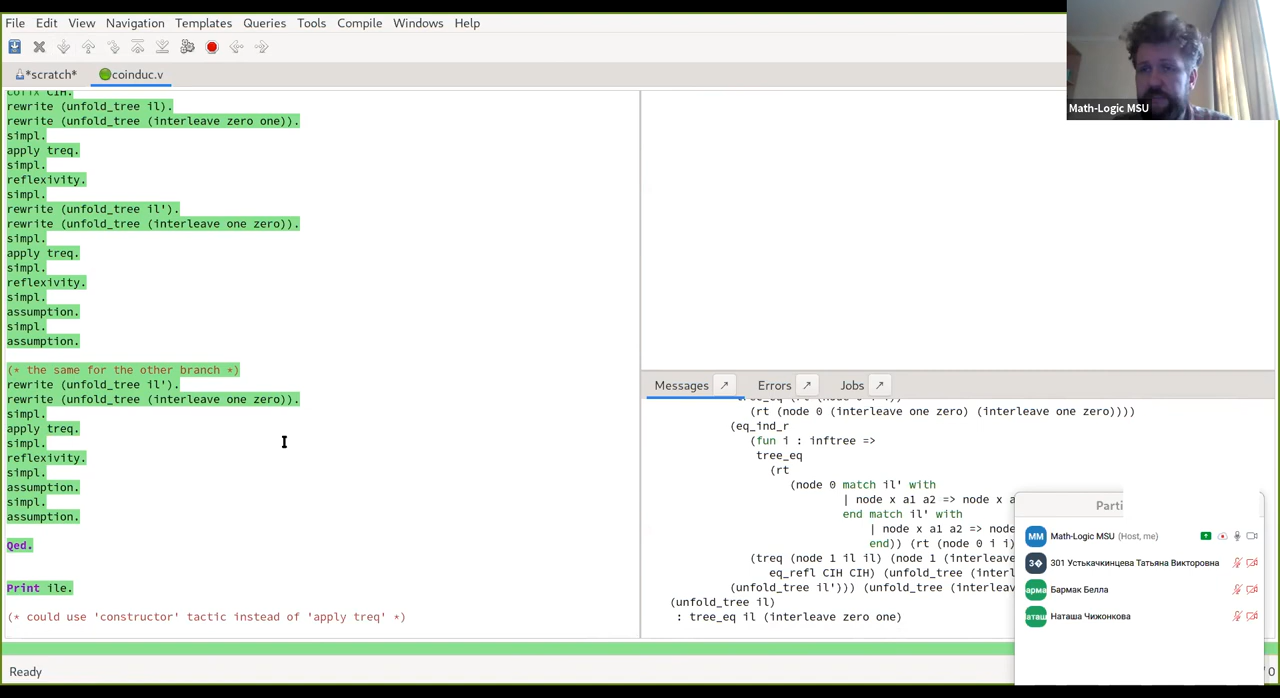 File Edit View Navigation Templates Queries Tools Compile Windows Help
*scratch* coinduc.v
cofix CIH.
rewrite (unfold_tree il).
rewrite (unfold_tree (interleave zero one)).
simpl.
apply treq.
simpl.
reflexivity.
simpl.
rewrite (unfold_tree il').
rewrite (unfold_tree (interleave one zero)).
simpl.
apply treq.
simpl.
reflexivity.
simpl.
assumption.
simpl.
assumption.
(* the same for the other branch *)
rewrite (unfold_tree il').
rewrite (unfold_tree (interleave one zero)).
simpl.
apply treq.
simpl.
reflexivity.
simpl.
assumption.
simpl.
assumption.
Qed.
Print ile.
(* could use 'constructor' tactic instead of 'apply treq' *)
Ready
Messages Errors Jobs
(rt (node 0 (interleave one zero) (interleave one zero))))
(eq_ind_r
(fun i : inftree =>
tree_eq
(rt
(node 0 match il' with
| node x a1 a2 => node x a
end match il' with
| node x a1 a2 => node
end)) (rt (node 0 i i)
(treq (node 1 il il) (node 1 (interleave
eq_refl CIH CIH) (unfold_tree (interl
(unfold_tree il'))) (unfold_tree (interleav
(unfold_tree il)
: tree_eq il (interleave zero one)
Math-Logic MSU
Parti
MM Math-Logic MSU (Host, me)
301 Устькачкинцева Татьяна Викторовна
Бармак Белла
Наташа Чижонкова
/ 0